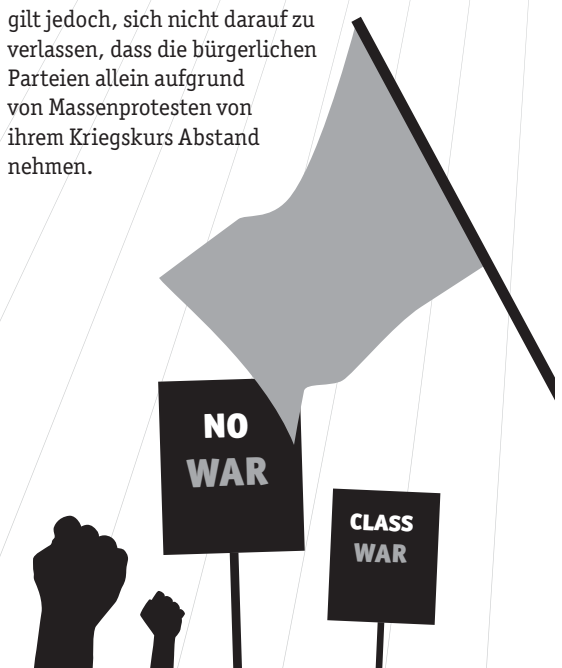 gilt jedoch, sich nicht darauf zu
verlassen, dass die bürgerlichen
Parteien allein aufgrund
von Massenprotesten von
ihrem Kriegskurs Abstand
nehmen.
NO
WAR
CLASS
WAR